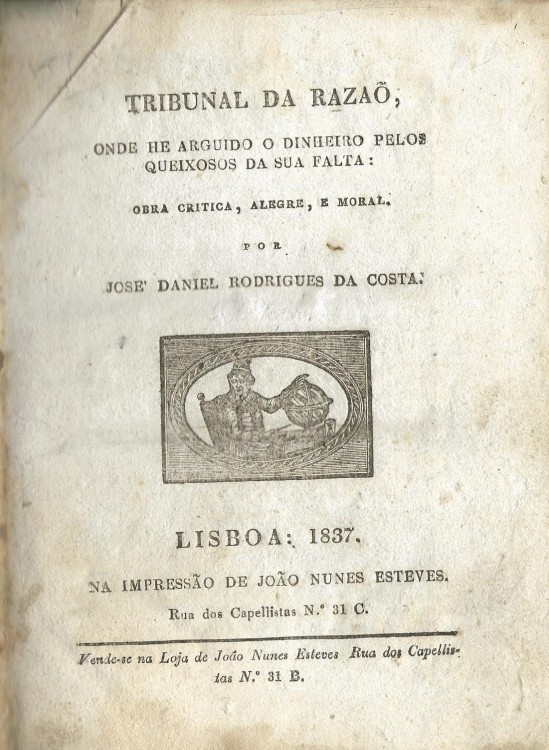 TRIBUNAL DA RAZAÕ,
ONDE HE ARGUIDO O DINHEIRO PELOS
QUEIXOSOS DA SUA FALTA:
OBRA CRITICA, ALEGRE, E MORAL.
POR
JOSE' DANIEL RODRIGUES DA COSTA.
LISBOA: 1837.
NA IMPRESSÃO DE JOÃO NUNES ESTEVES.
Rua dos Capellistas N.º 31 C.
Vende-se na Loja de João Nunes Esteves Rua dos Capellis-
tas N.º 31 B.